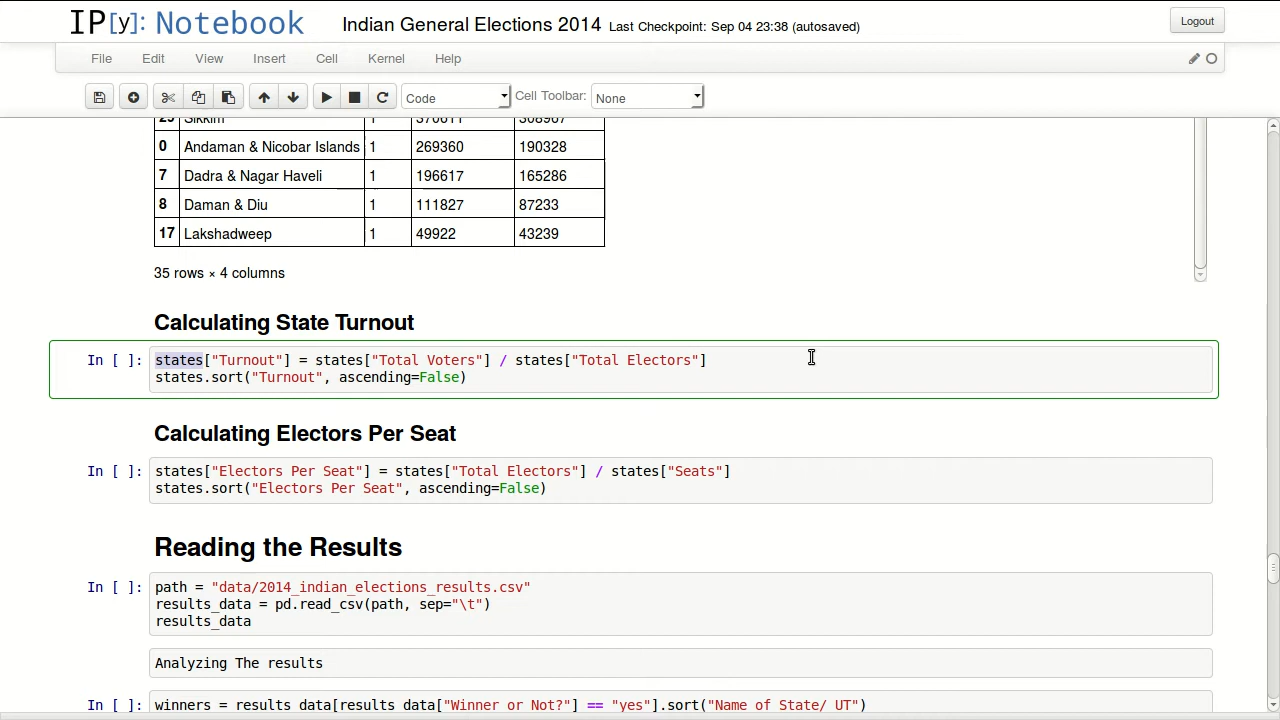 IP[y]: Notebook Indian General Elections 2014 Last Checkpoint: Sep 04 23:38 (autosaved) Logout
File Edit View Insert Cell Kernel Help
Code Cell Toolbar: None
25 Sikkim 1 370611 308967
0 Andaman & Nicobar Islands 1 269360 190328
7 Dadra & Nagar Haveli 1 196617 165286
8 Daman & Diu 1 111827 87233
17 Lakshadweep 1 49922 43239
35 rows × 4 columns
Calculating State Turnout
In [ ]: states["Turnout"] = states["Total Voters"] / states["Total Electors"]
states.sort("Turnout", ascending=False)
Calculating Electors Per Seat
In [ ]: states["Electors Per Seat"] = states["Total Electors"] / states["Seats"]
states.sort("Electors Per Seat", ascending=False)
Reading the Results
In [ ]: path = "data/2014_indian_elections_results.csv"
results_data = pd.read_csv(path, sep="\t")
results_data
Analyzing The results
In [ ]: winners = results_data[results_data["Winner or Not?"] == "yes"].sort("Name of State/ UT")